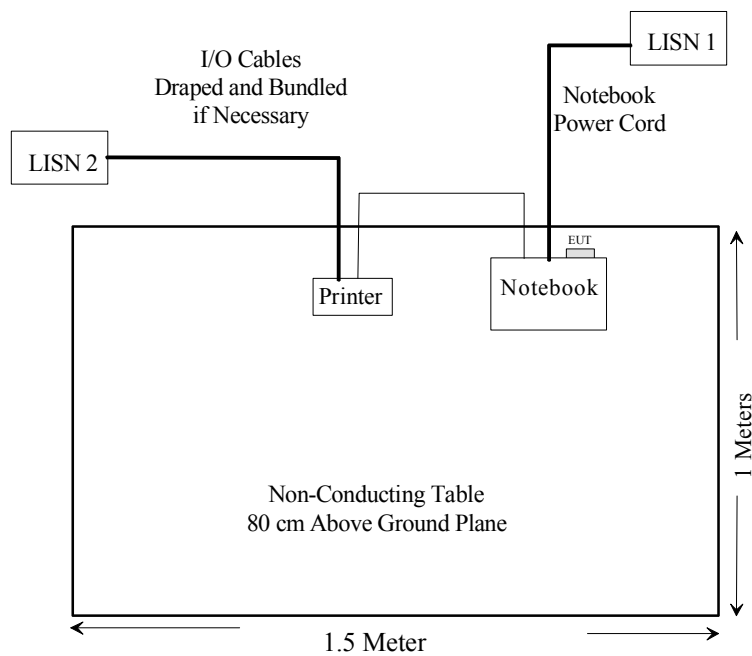 LISN 1
I/O Cables
Draped and Bundled
if Necessary
Notebook
Power Cord
LISN 2
EUT
Printer
Notebook
1 Meters
Non-Conducting Table
80 cm Above Ground Plane
1.5 Meter